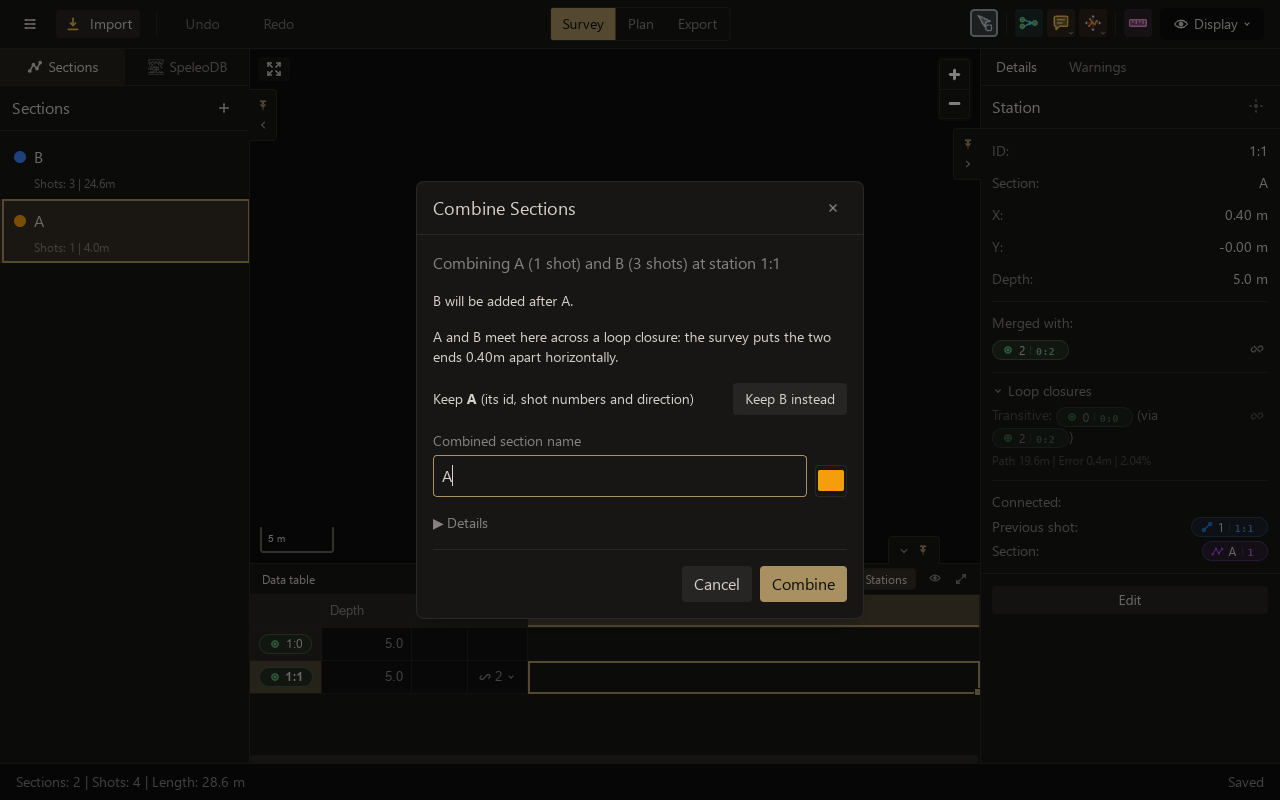 Import
Undo
Redo
Survey
Plan
Export
Display
Sections
SpeleoDB
Details
Warnings
Sections
+
B
Shots: 3 | 24.6m
A
Shots: 1 | 4.0m
Station
ID: 1:1
Section: A
X: 0.40 m
Y: -0.00 m
Depth: 5.0 m
Merged with:
2 | 0:2
Loop closures
Transitive: 0 | 0:0 (via
2 | 0:2)
Path 19.6m | Error 0.4m | 2.04%
Connected:
Previous shot: 1 | 1:1
Section: A | 1
Edit
Combine Sections
×
Combining A (1 shot) and B (3 shots) at station 1:1
B will be added after A.
A and B meet here across a loop closure: the survey puts the two
ends 0.40m apart horizontally.
Keep A (its id, shot numbers and direction)
Keep B instead
Combined section name
A
▶ Details
Cancel
Combine
5 m
Data table
Stations
Depth
1:0 5.0
1:1 5.0 2
Sections: 2 | Shots: 4 | Length: 28.6 m
Saved